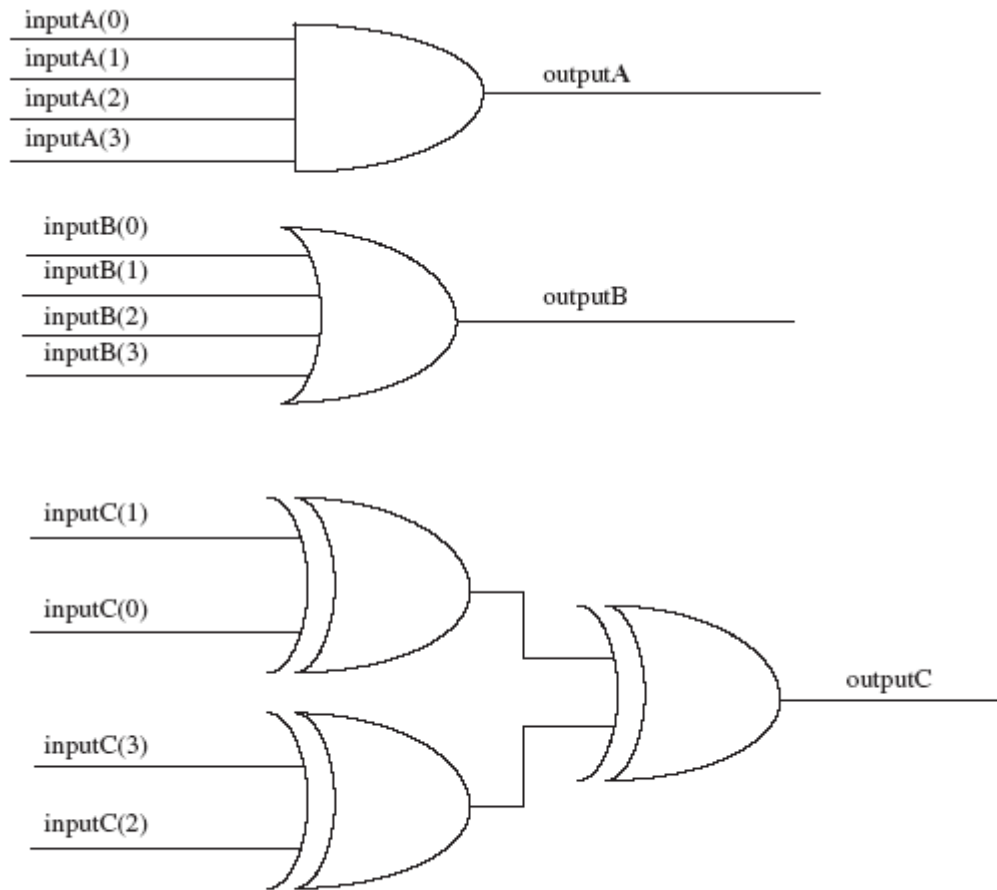 inputA(0)
inputA(1)
inputA(2)
inputA(3)
outputA
inputB(0)
inputB(1)
inputB(2)
inputB(3)
outputB
inputC(1)
inputC(0)
inputC(3)
inputC(2)
outputC